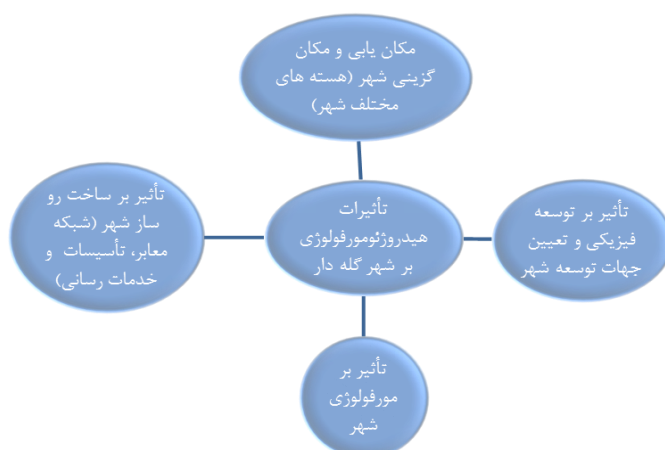 مکان یابی و مکان
گزینی شهر (هسته های
مختلف شهر)
تأثیر بر توسعه
فیزیکی و تعیین
جهات توسعه شهر
تأثیرات
هیدروژئومورفولوژی
بر شهر گله دار
تأثیر بر ساخت رو
ساز شهر (شبکه
معابر، تأسیسات و
خدمات رسانی)
تأثیر بر
مورفولوژی
شهر